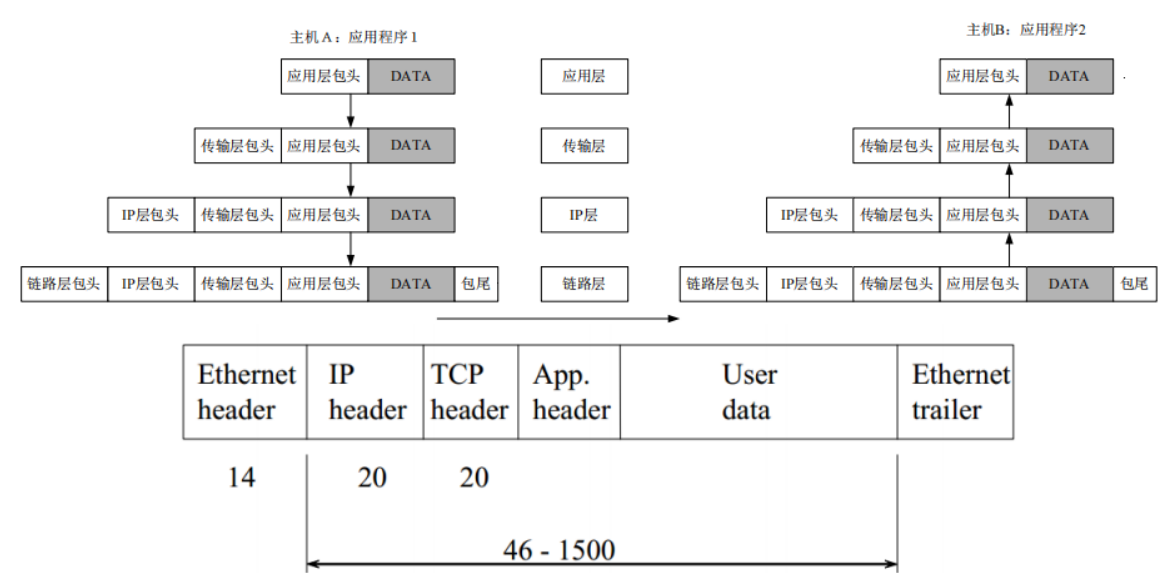 主机A：应用程序1
主机B：应用程序2
应用层包头 DATA 应用层 应用层包头 DATA
传输层包头 应用层包头 DATA 传输层 传输层包头 应用层包头 DATA
IP层包头 传输层包头 应用层包头 DATA IP层 IP层包头 传输层包头 应用层包头 DATA
链路层包头 IP层包头 传输层包头 应用层包头 DATA 包尾 链路层 链路层包头 IP层包头 传输层包头 应用层包头 DATA 包尾
Ethernet IP TCP App. User Ethernet
header header header header data trailer
14 20 20
46 - 1500